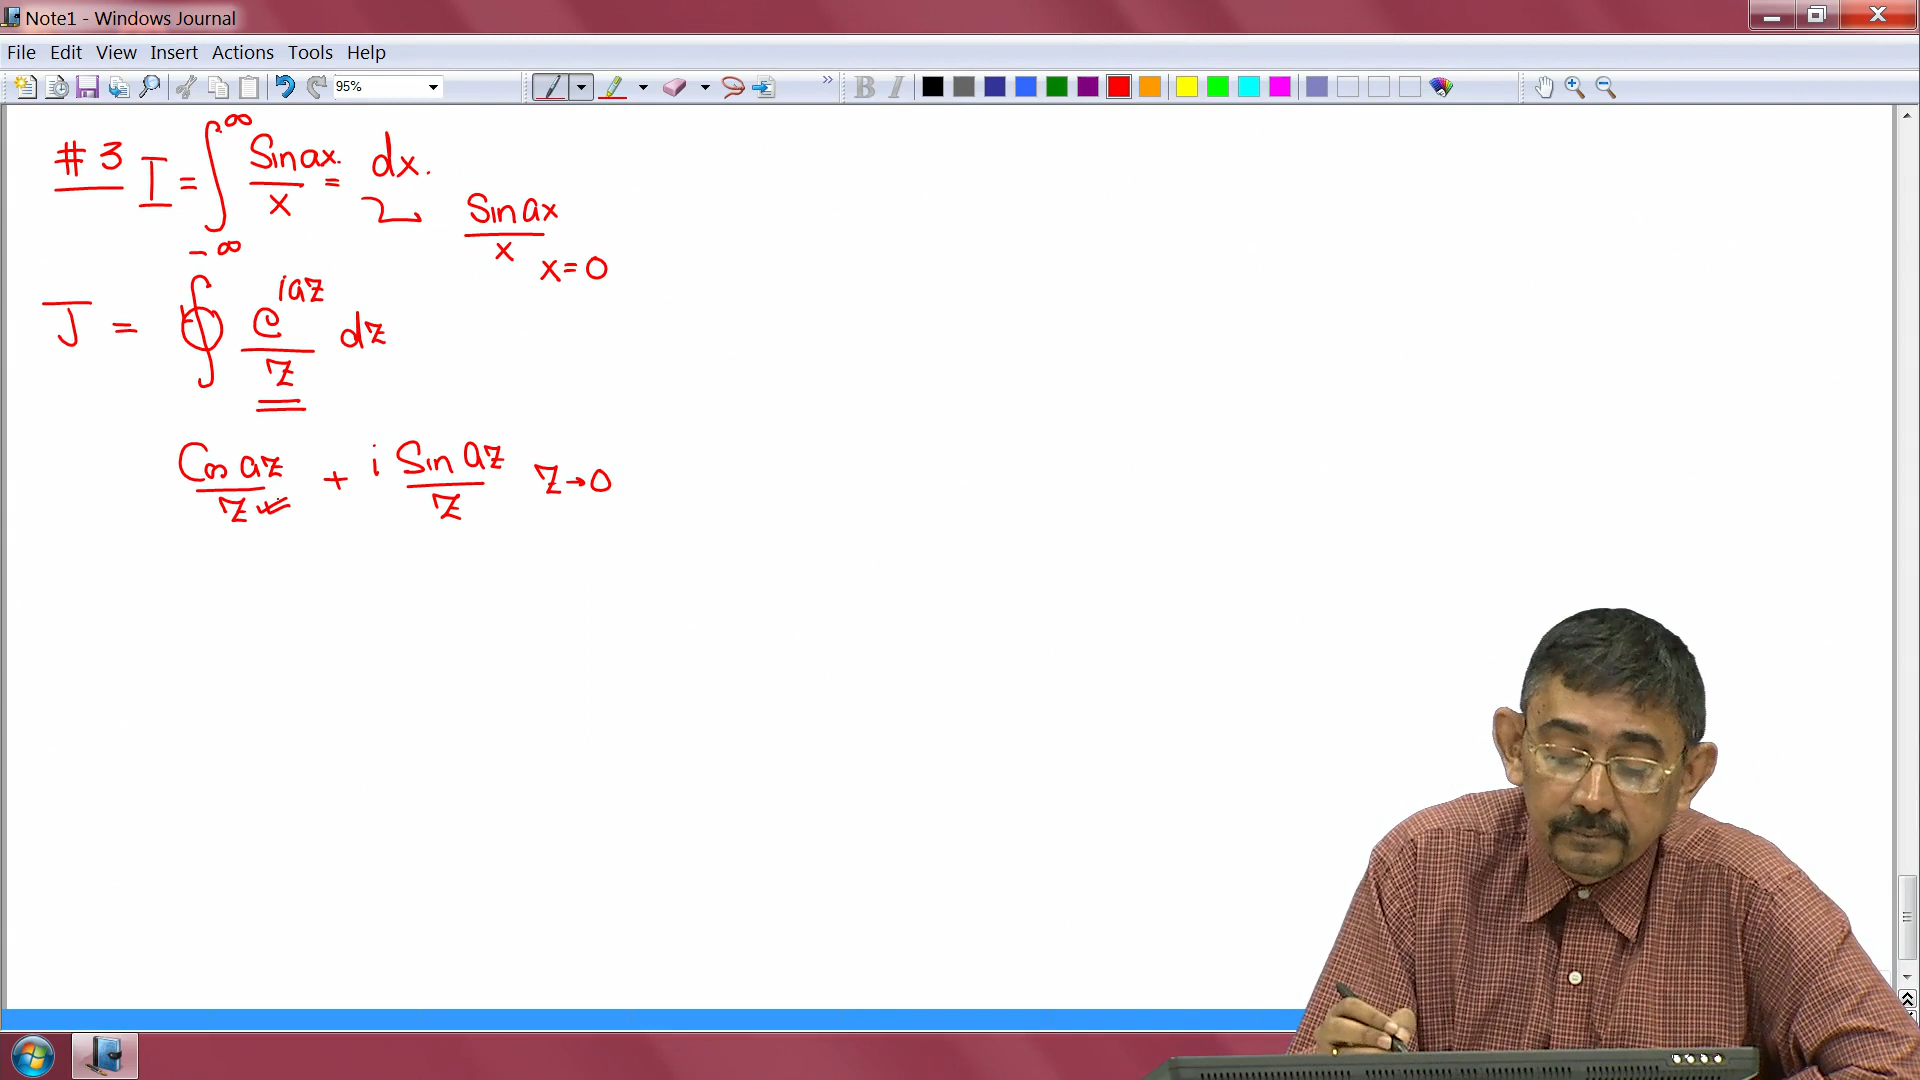 Note1 - Windows Journal
File Edit View Insert Actions Tools Help
95%
B I
#3 I = ∫_{-∞}^{∞} Sin ax / x = dx.
Sin ax / x x=0
J = ∮ e^{iaz} / z dz
Cos az / z + i Sin az / z z→0